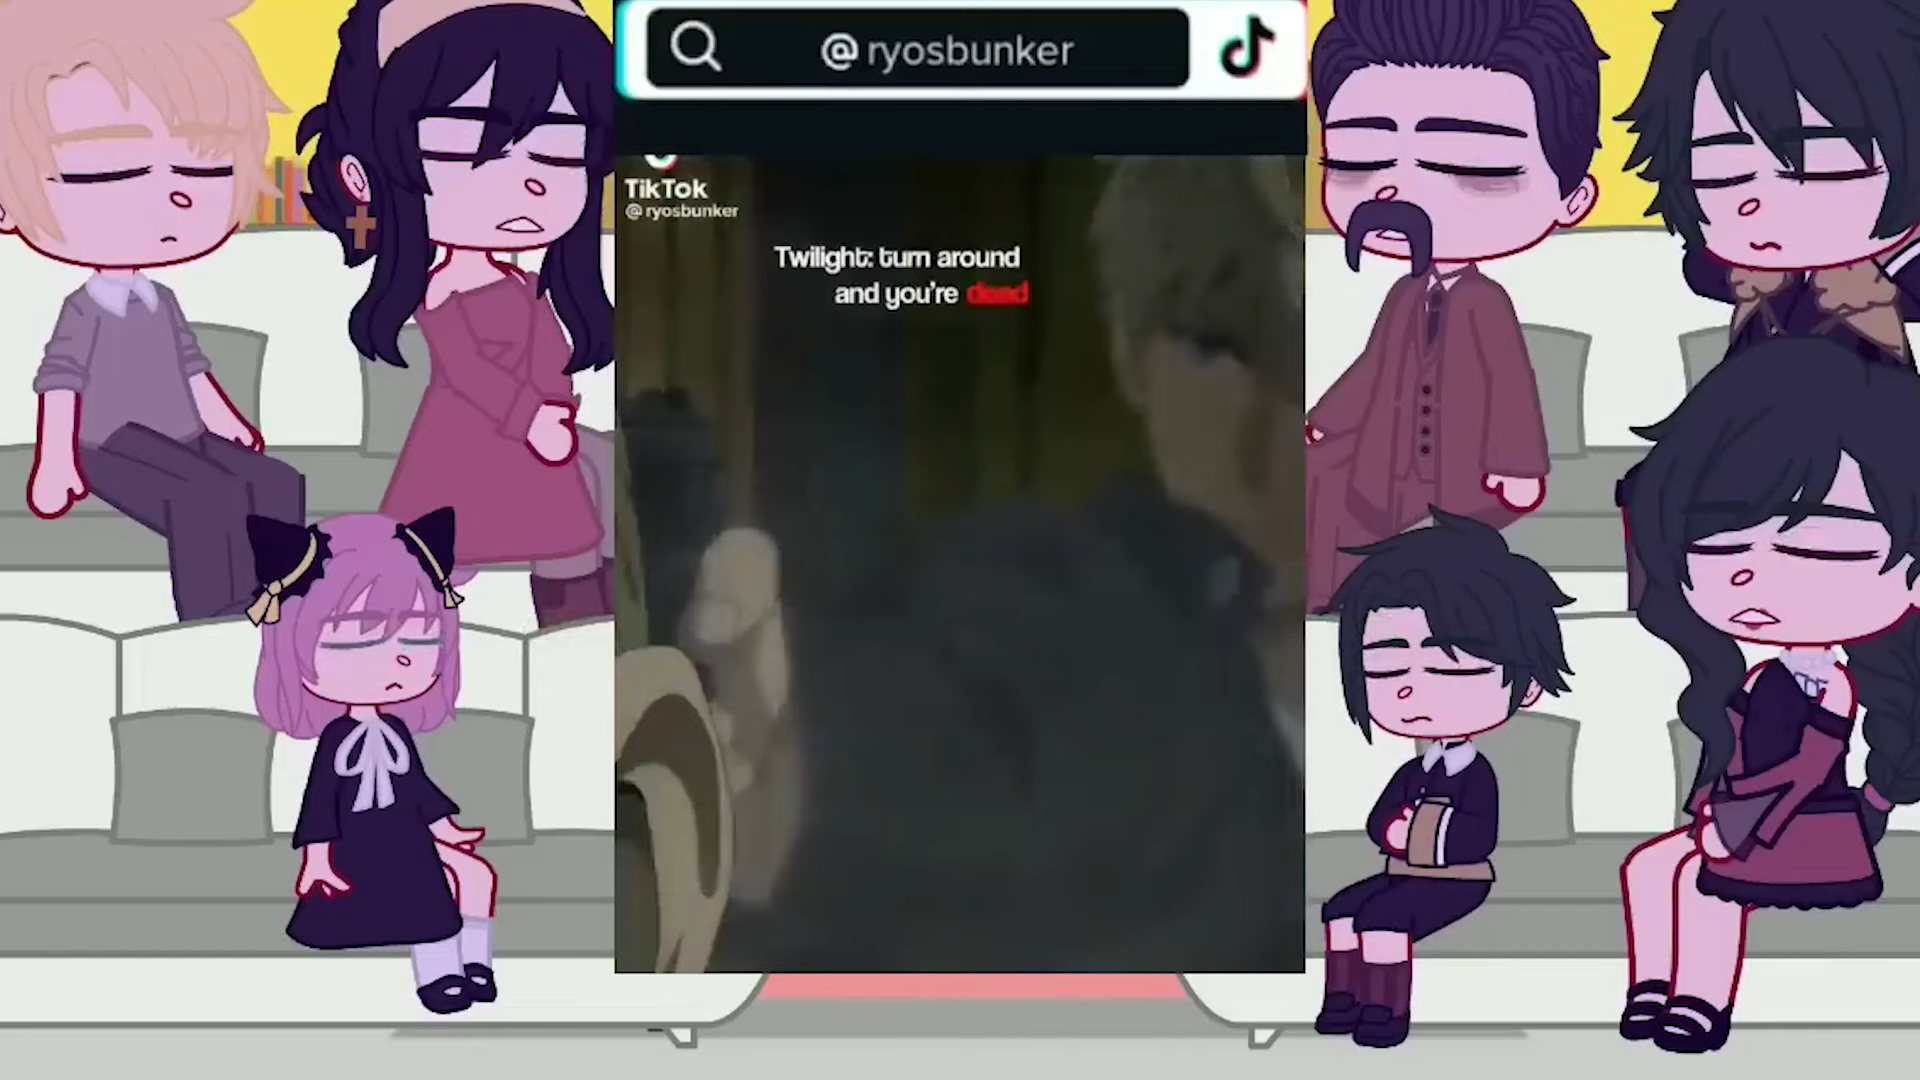 @ryosbunker
TikTok
@ryosbunker
Twilight: turn around
and you're dead